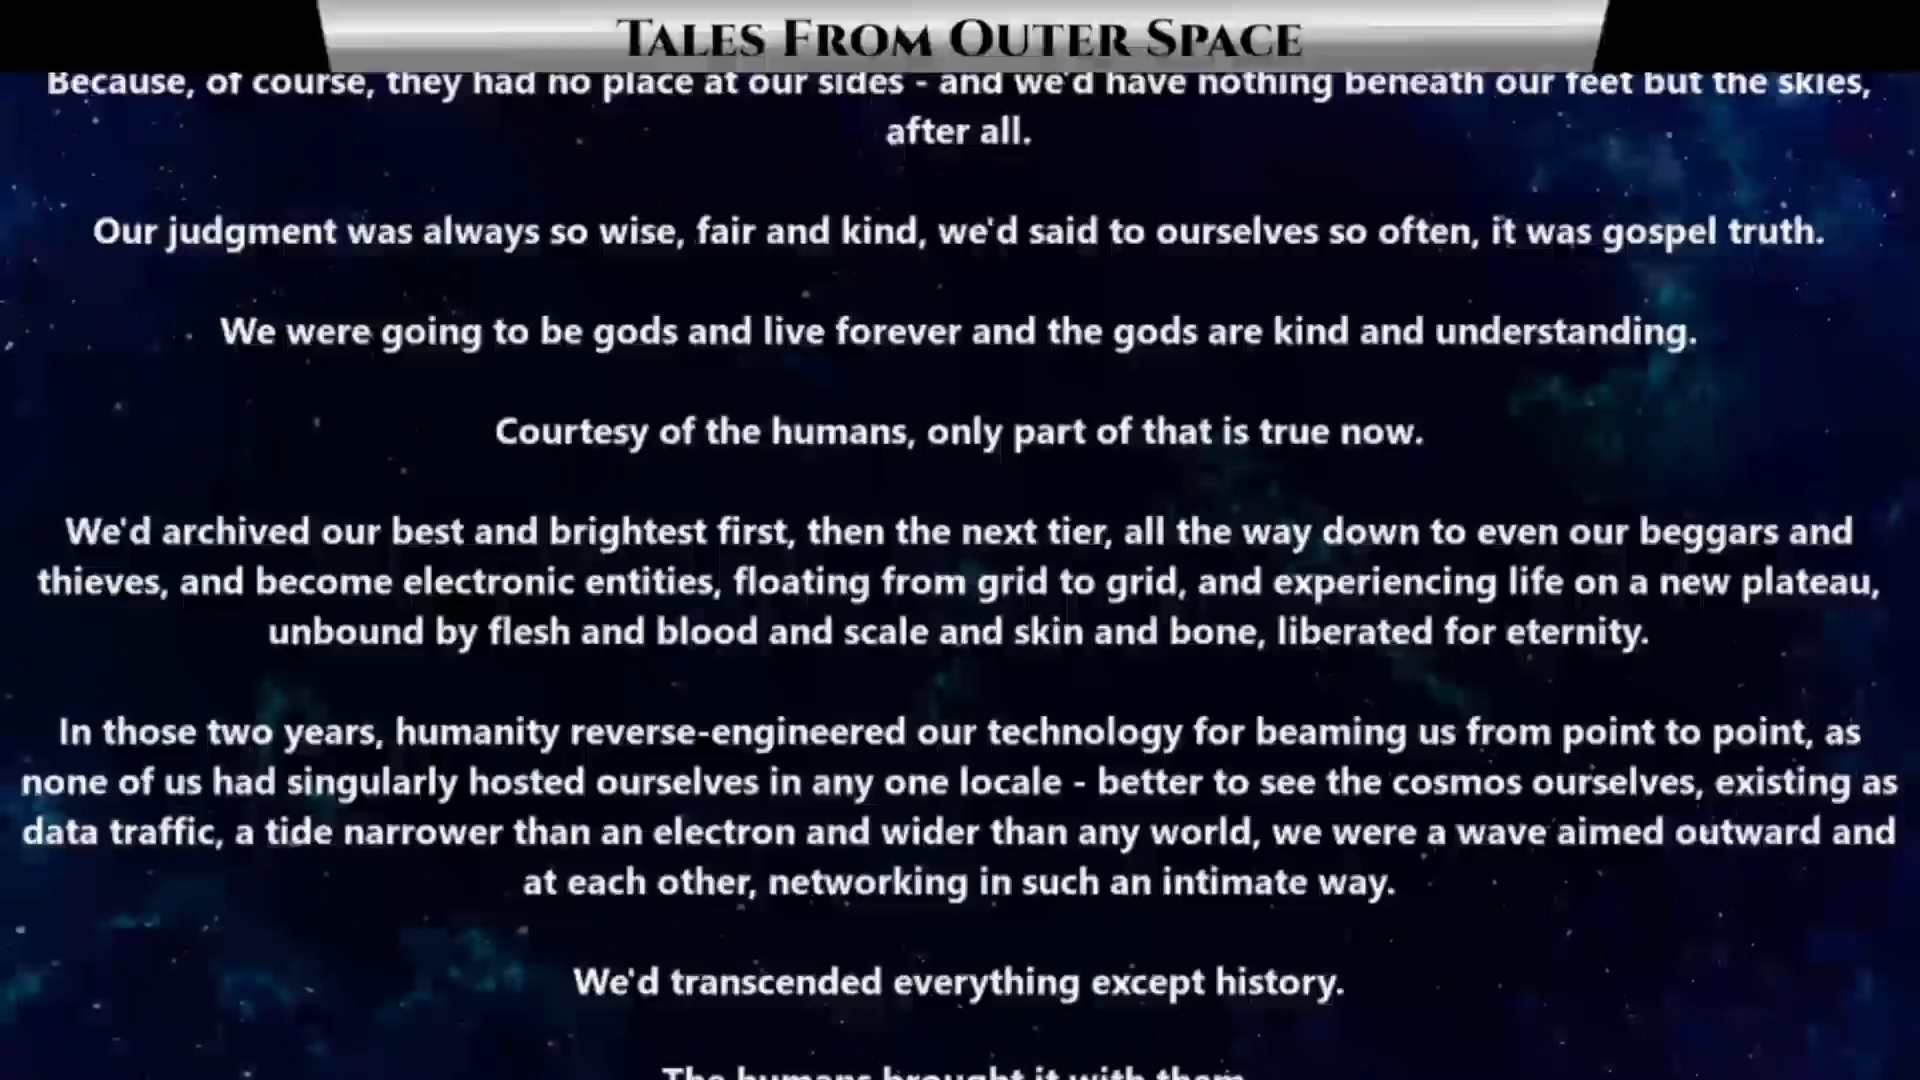 Tales From Outer Space
Because, of course, they had no place at our sides - and we'd have nothing beneath our feet but the skies,
after all.
Our judgment was always so wise, fair and kind, we'd said to ourselves so often, it was gospel truth.
We were going to be gods and live forever and the gods are kind and understanding.
Courtesy of the humans, only part of that is true now.
We'd archived our best and brightest first, then the next tier, all the way down to even our beggars and
thieves, and become electronic entities, floating from grid to grid, and experiencing life on a new plateau,
unbound by flesh and blood and scale and skin and bone, liberated for eternity.
In those two years, humanity reverse-engineered our technology for beaming us from point to point, as
none of us had singularly hosted ourselves in any one locale - better to see the cosmos ourselves, existing as
data traffic, a tide narrower than an electron and wider than any world, we were a wave aimed outward and
at each other, networking in such an intimate way.
We'd transcended everything except history.
The humans brought it with them